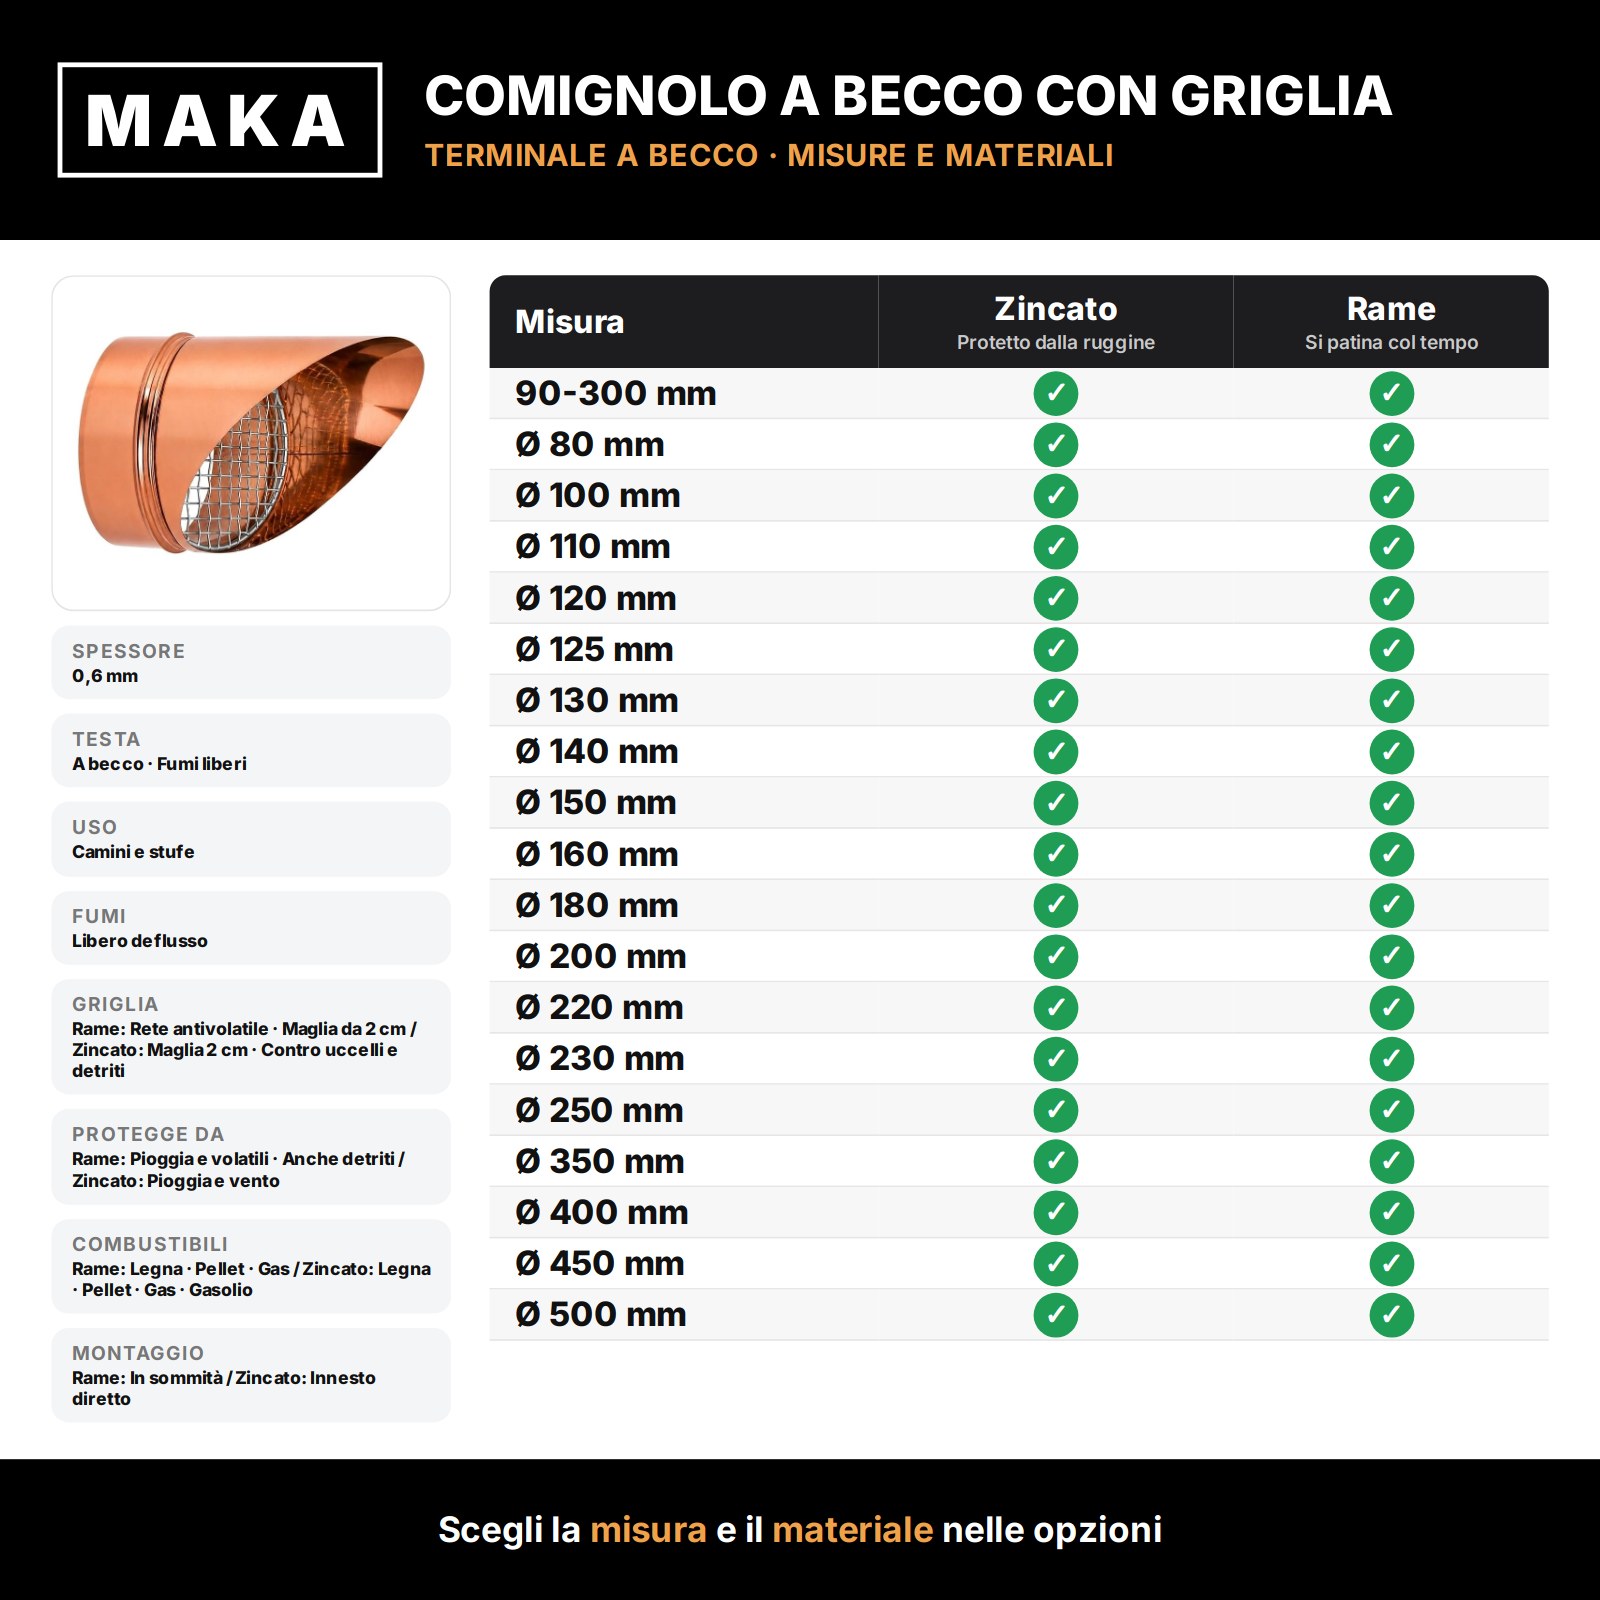 MAKA
COMIGNOLO A BECCO CON GRIGLIA
TERMINALE A BECCO · MISURE E MATERIALI
SPESSORE
0,6 mm
TESTA
A becco · Fumi liberi
USO
Camini e stufe
FUMI
Libero deflusso
GRIGLIA
Rame: Rete antivolatile · Maglia da 2 cm /
Zincato: Maglia 2 cm · Contro uccelli e
detriti
PROTEGGE DA
Rame: Pioggia e volatili · Anche detriti /
Zincato: Pioggia e vento
COMBUSTIBILI
Rame: Legna · Pellet · Gas / Zincato: Legna
· Pellet · Gas · Gasolio
MONTAGGIO
Rame: In sommità / Zincato: Innesto
diretto
Misura Zincato Rame
Protetto dalla ruggine Si patina col tempo
90-300 mm ✓ ✓
Ø 80 mm ✓ ✓
Ø 100 mm ✓ ✓
Ø 110 mm ✓ ✓
Ø 120 mm ✓ ✓
Ø 125 mm ✓ ✓
Ø 130 mm ✓ ✓
Ø 140 mm ✓ ✓
Ø 150 mm ✓ ✓
Ø 160 mm ✓ ✓
Ø 180 mm ✓ ✓
Ø 200 mm ✓ ✓
Ø 220 mm ✓ ✓
Ø 230 mm ✓ ✓
Ø 250 mm ✓ ✓
Ø 350 mm ✓ ✓
Ø 400 mm ✓ ✓
Ø 450 mm ✓ ✓
Ø 500 mm ✓ ✓
Scegli la misura e il materiale nelle opzioni